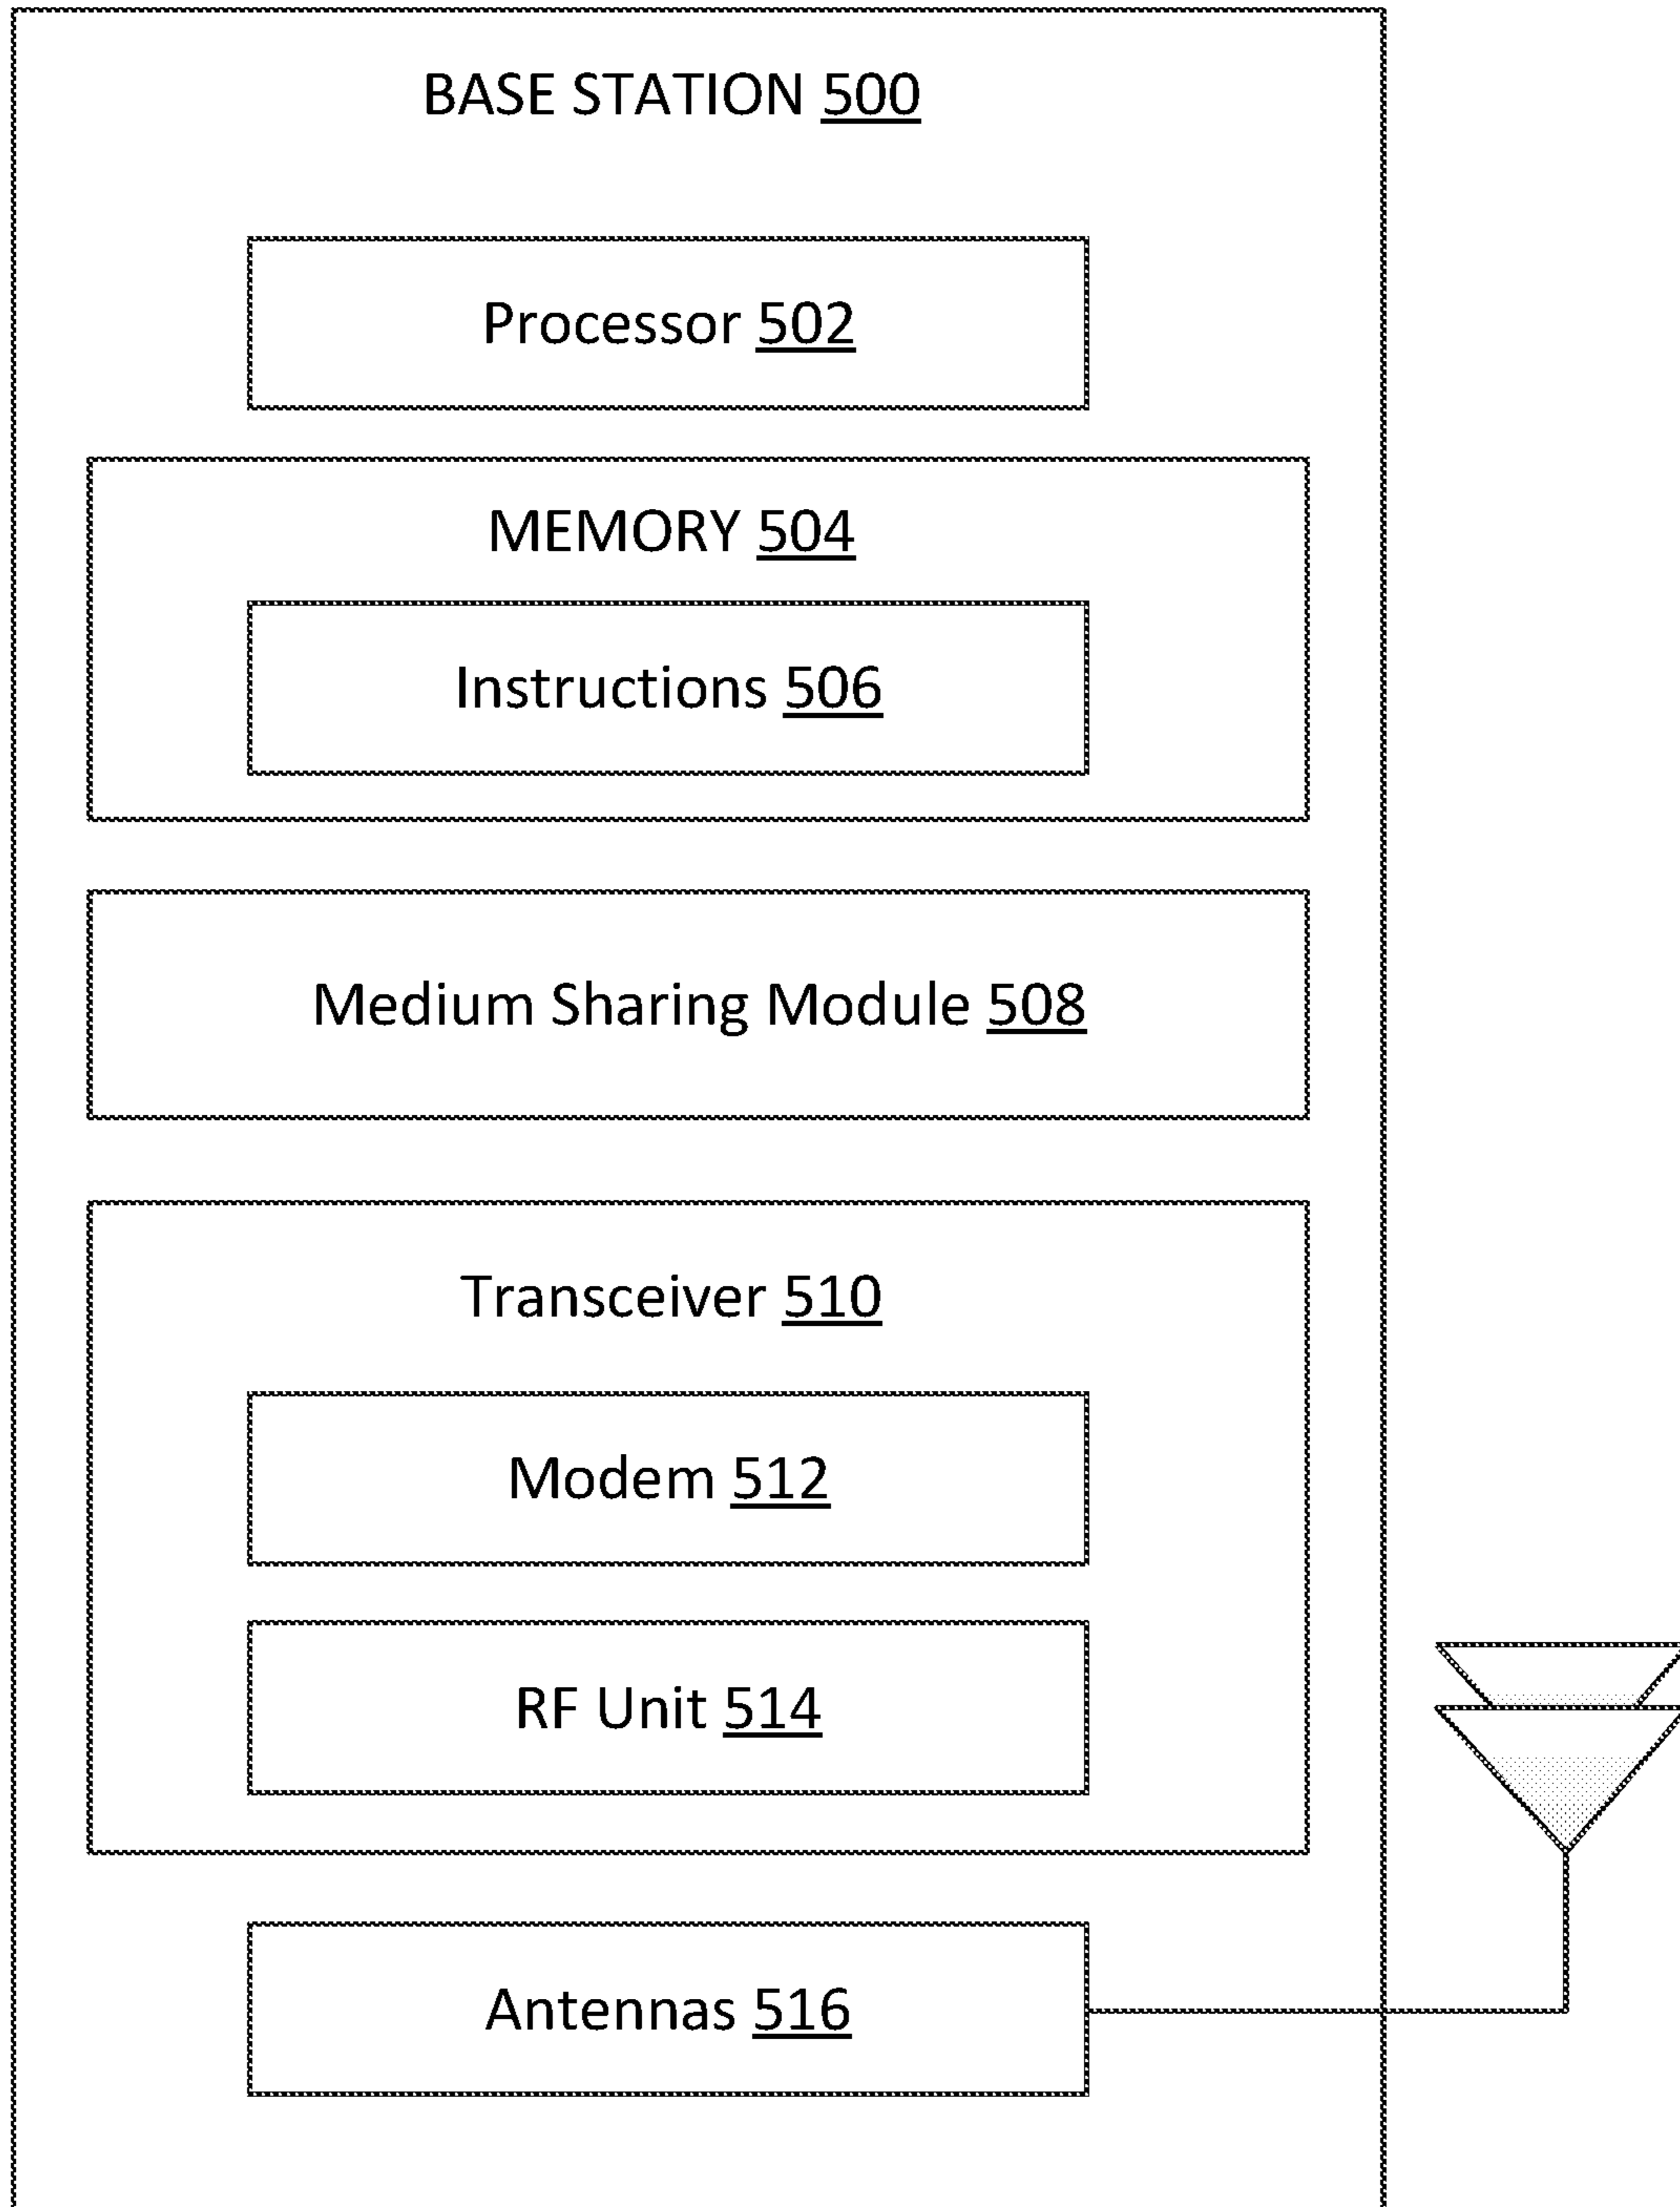 BASE STATION 500
Processor 502
MEMORY 504
Instructions 506
Medium Sharing Module 508
Transceiver 510
Modem 512
RF Unit 514
Antennas 516